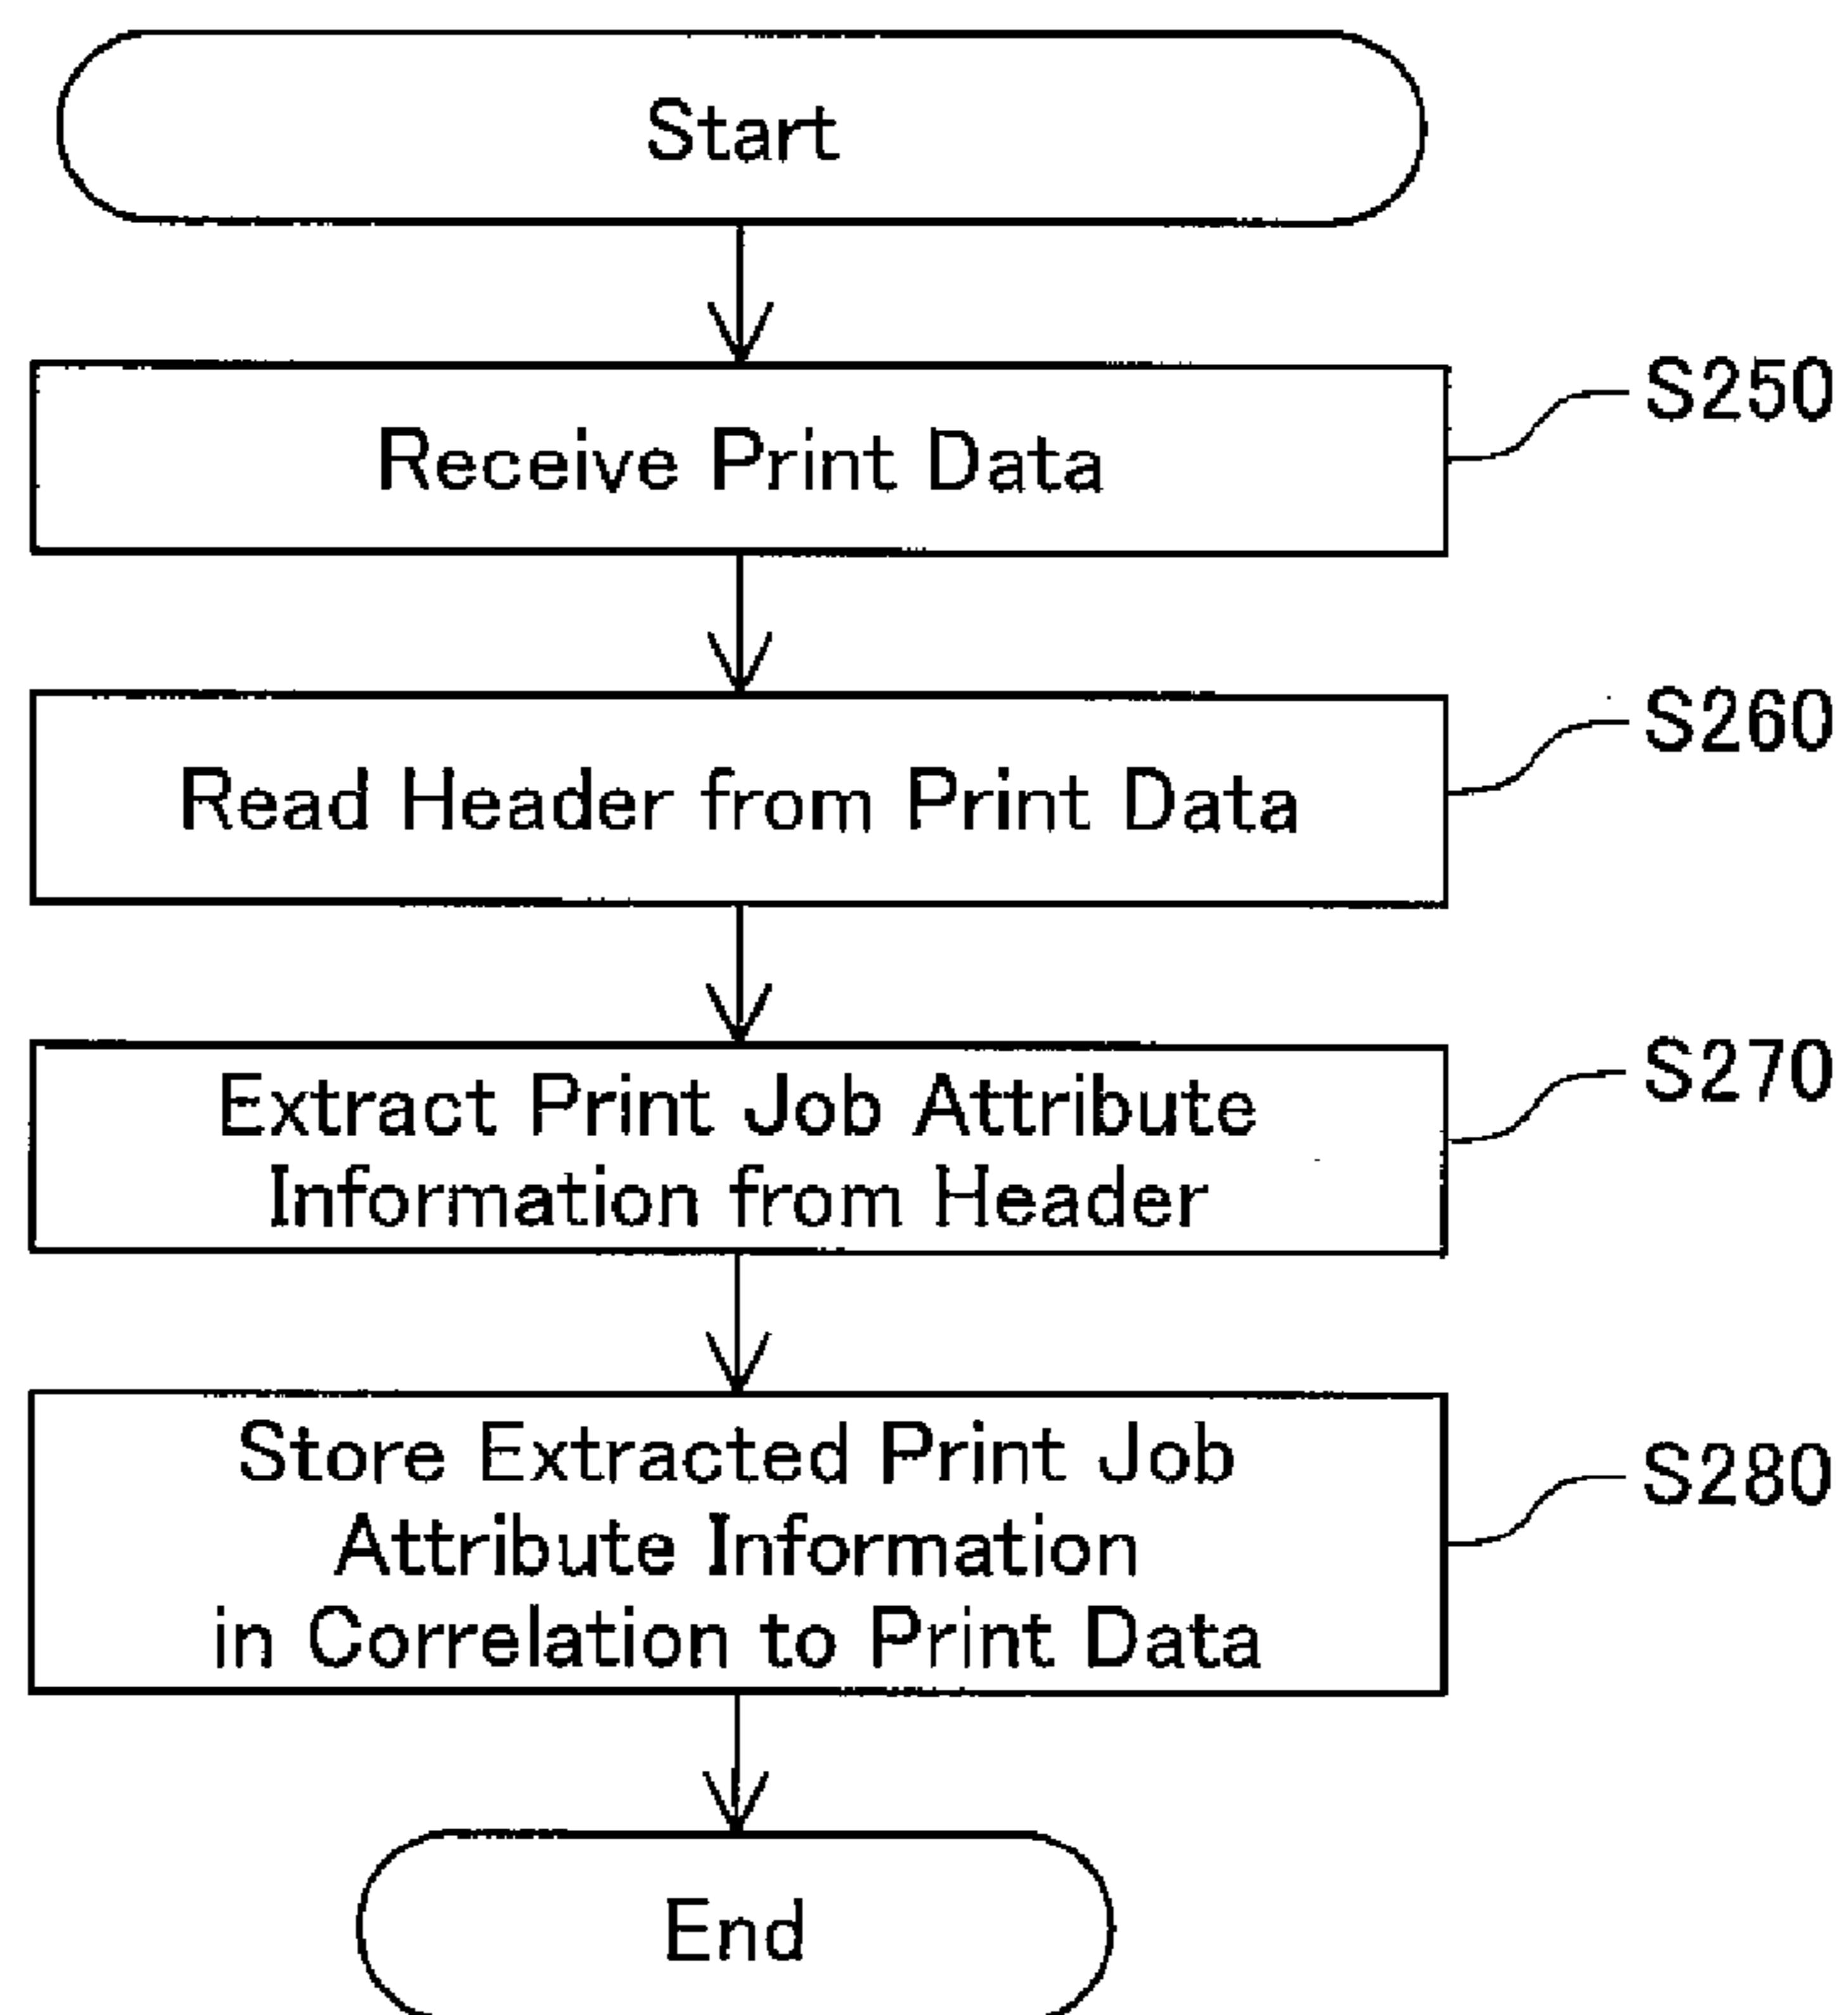 Start
Receive Print Data
S250
Read Header from Print Data
S260
Extract Print Job Attribute
Information from Header
S270
Store Extracted Print Job
Attribute Information
in Correlation to Print Data
S280
End